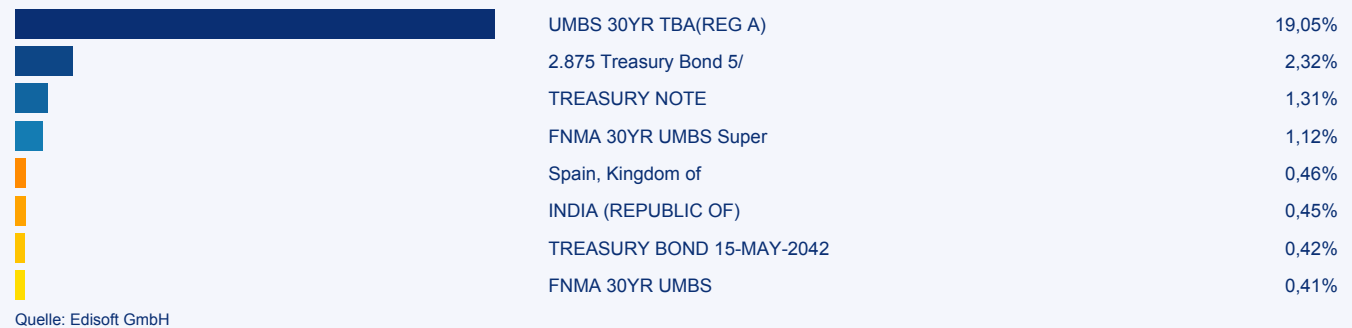 UMBS 30YR TBA(REG A) 19,05%
2.875 Treasury Bond 5/ 2,32%
TREASURY NOTE 1,31%
FNMA 30YR UMBS Super 1,12%
Spain, Kingdom of 0,46%
INDIA (REPUBLIC OF) 0,45%
TREASURY BOND 15-MAY-2042 0,42%
FNMA 30YR UMBS 0,41%
Quelle: Edisoft GmbH